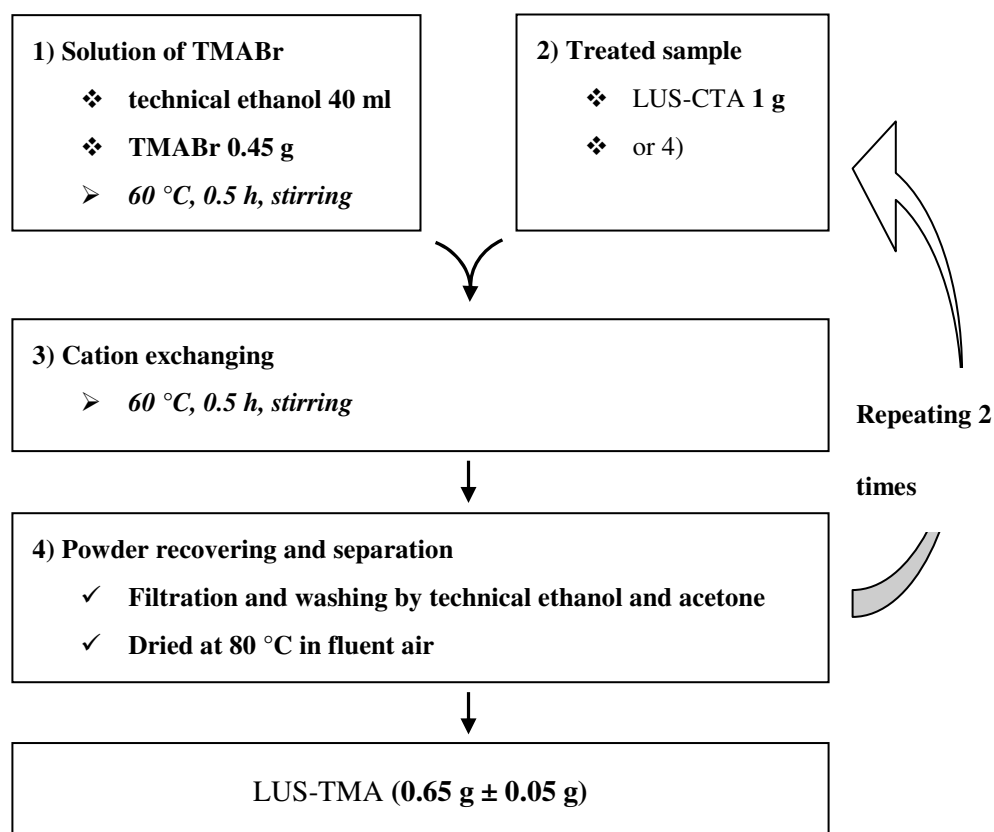 1) Solution of TMABr
❖ technical ethanol 40 ml
❖ TMABr 0.45 g
➢ 60 °C, 0.5 h, stirring
2) Treated sample
❖ LUS-CTA 1 g
❖ or 4)
3) Cation exchanging
➢ 60 °C, 0.5 h, stirring
Repeating 2
times
4) Powder recovering and separation
✓ Filtration and washing by technical ethanol and acetone
✓ Dried at 80 °C in fluent air
LUS-TMA (0.65 g ± 0.05 g)